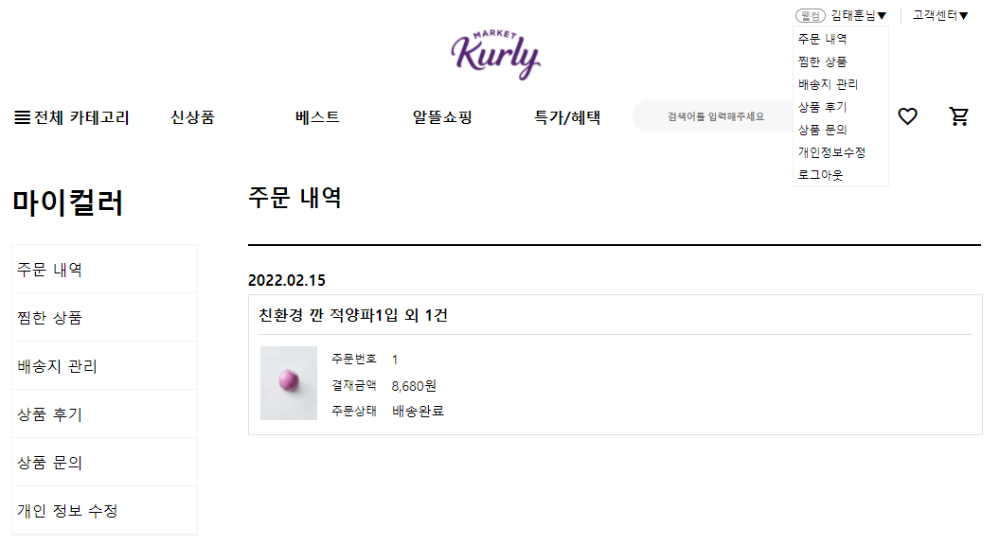 웰컴 김태훈님▼ 고객센터▼
주문 내역
찜한 상품
배송지 관리
상품 후기
상품 문의
개인정보수정
로그아웃
MARKET
Kurly
전체 카테고리 신상품 베스트 알뜰쇼핑 특가/혜택 검색어를 입력해주세요
마이컬러
주문 내역
찜한 상품
배송지 관리
상품 후기
상품 문의
개인 정보 수정
주문 내역
2022.02.15
친환경 깐 적양파1입 외 1건
주문번호 1
결재금액 8,680원
주문상태 배송완료